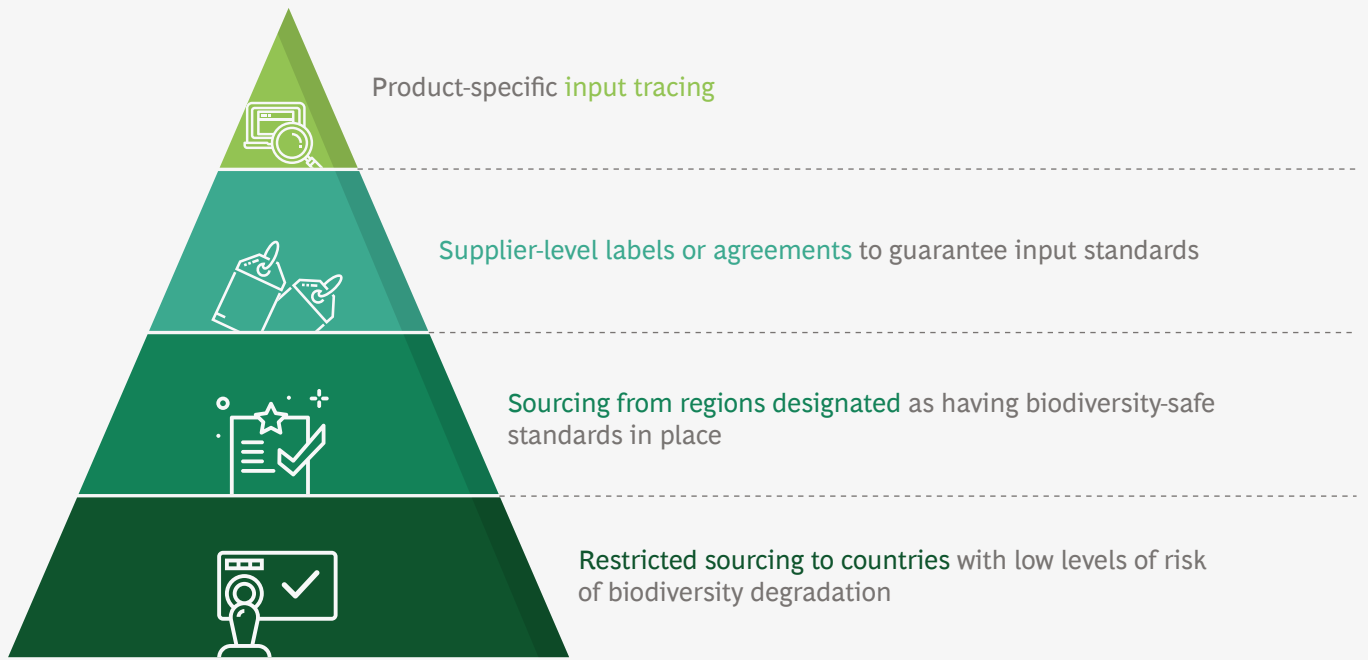 Product-specific input tracing
Supplier-level labels or agreements to guarantee input standards
Sourcing from regions designated as having biodiversity-safe
standards in place
Restricted sourcing to countries with low levels of risk
of biodiversity degradation